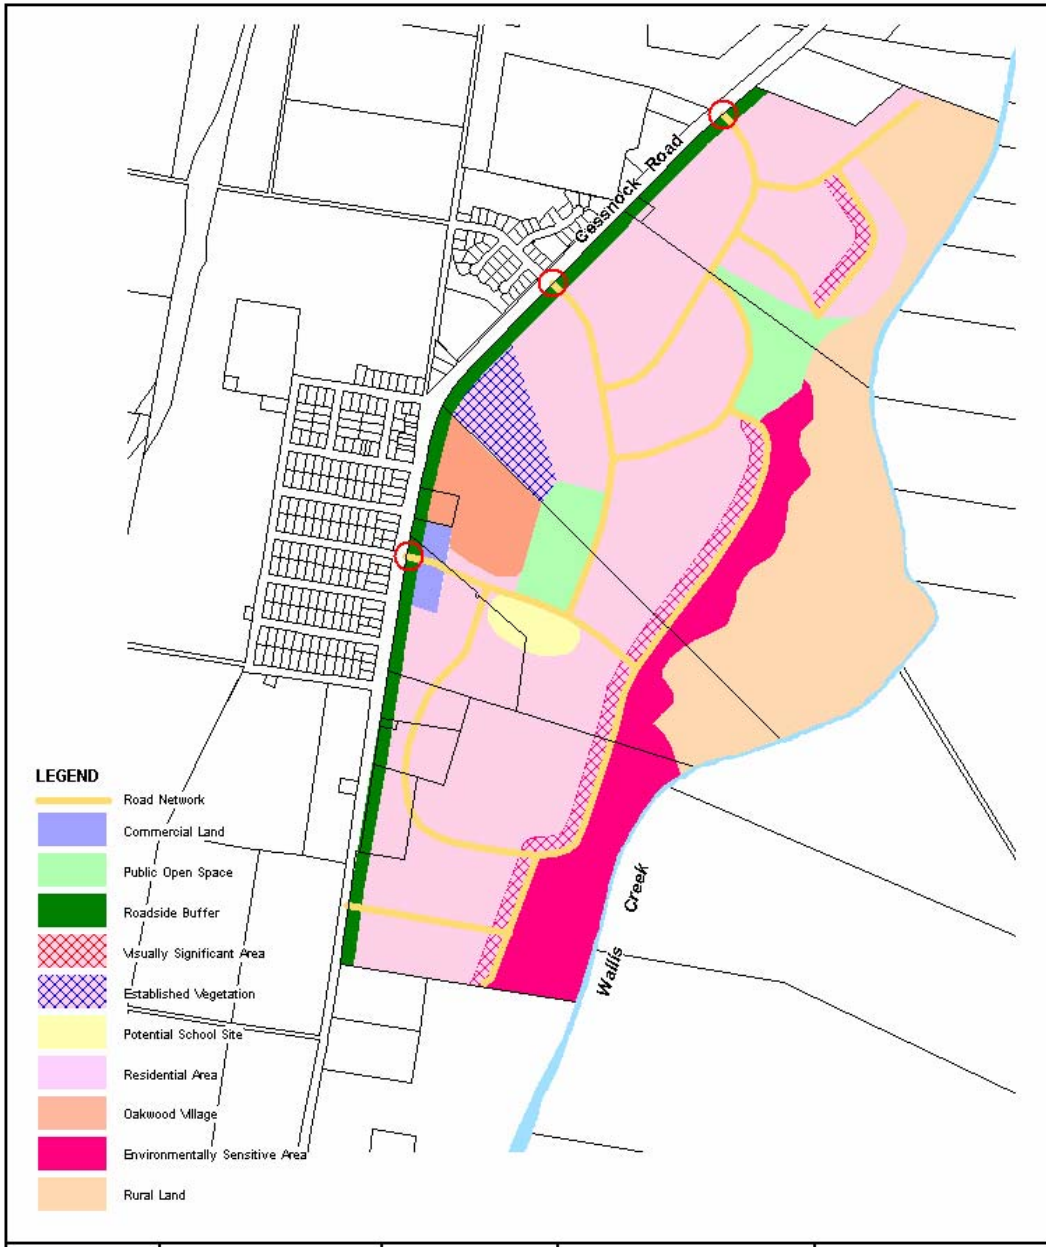 Cessnock Road
LEGEND
Road Network
Commercial Land
Public Open Space
Roadside Buffer
Visually Significant Area
Established Vegetation
Potential School Site
Residential Area
Oakwood Village
Environmentally Sensitive Area
Rural Land
Wallis Creek